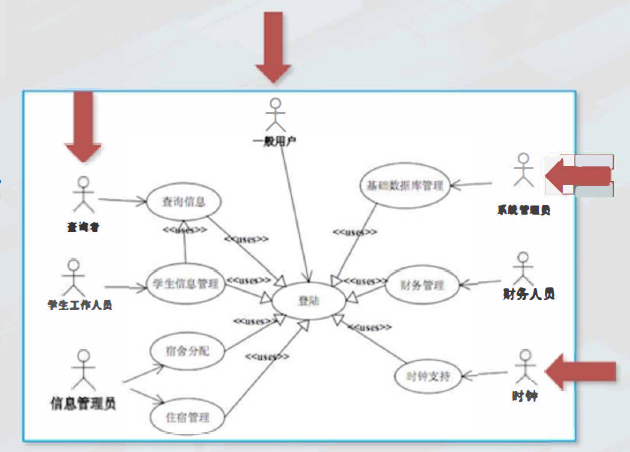 一般用户
基础数据库管理
系统管理员
查询信息
查询者
<<uses>>
<<uses>>
<<uses>>
学生信息管理
<<uses>>
<<uses>>
财务管理
学生工作人员
登陆
财务人员
<<uses>>
<<uses>>
宿舍分配
<<uses>>
时钟支持
时钟
信息管理员
住宿管理